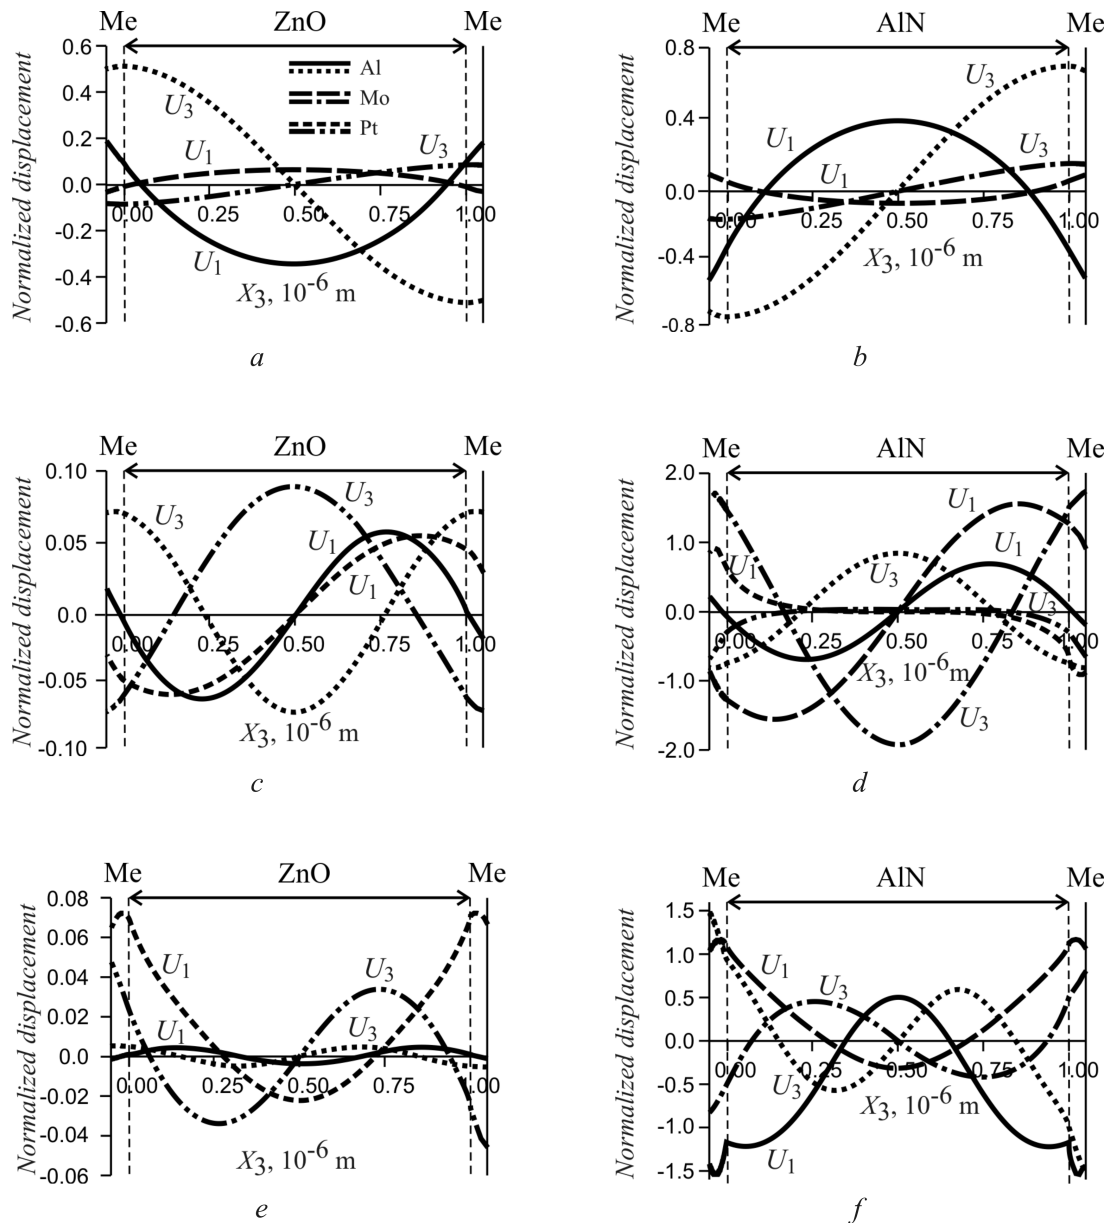 Me ZnO Me
Normalized displacement
0.6
0.4
0.2
0.0
-0.2
-0.4
-0.6
Al
Mo
Pt
U3
U1
U3
U1
0.00 0.25 0.50 0.75 1.00
X3, 10-6 m
a
Me AlN Me
Normalized displacement
0.8
0.4
0.0
-0.4
-0.8
U3
U1
U3
U1
0.00 0.25 0.50 0.75 1.00
X3, 10-6 m
b
Me ZnO Me
Normalized displacement
0.10
0.05
0.0
-0.05
-0.10
U3
U3
U1
U1
0.00 0.25 0.50 0.75 1.00
X3, 10-6 m
c
Me AlN Me
Normalized displacement
2.0
1.0
0.0
-1.0
-2.0
U1
U1
U1
U3
U3
U3
0.00 0.25 0.50 0.75 1.00
X3, 10-6 m
d
Me ZnO Me
Normalized displacement
0.08
0.06
0.04
0.02
0.0
-0.02
-0.04
-0.06
U1
U3
U1
U3
0.00 0.25 0.50 0.75 1.00
X3, 10-6 m
e
Me AlN Me
Normalized displacement
1.5
1.0
0.5
0.0
-0.5
-1.0
-1.5
U1
U3
U3
U1
0.00 0.25 0.50 0.75 1.00
X3, 10-6 m
f